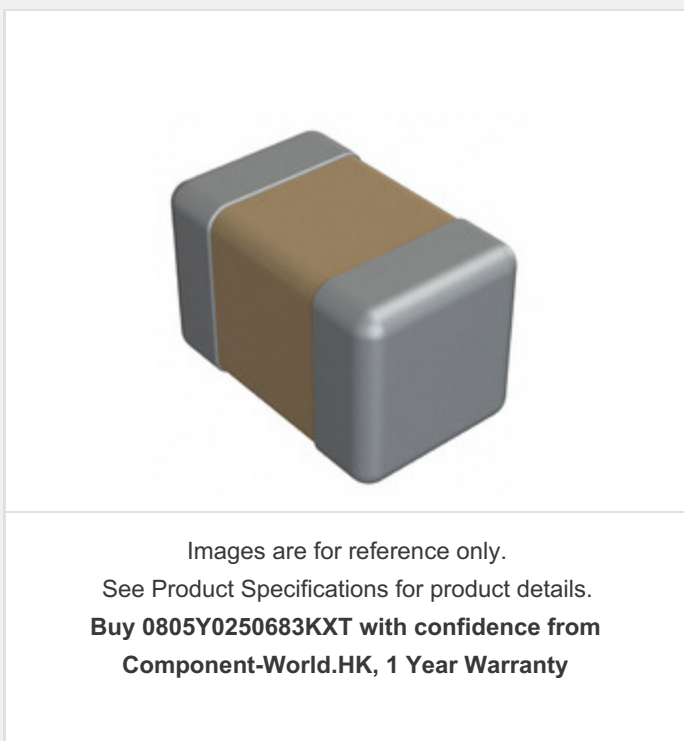 Images are for reference only.
See Product Specifications for product details.
Buy 0805Y0250683KXT with confidence from
Component-World.HK, 1 Year Warranty